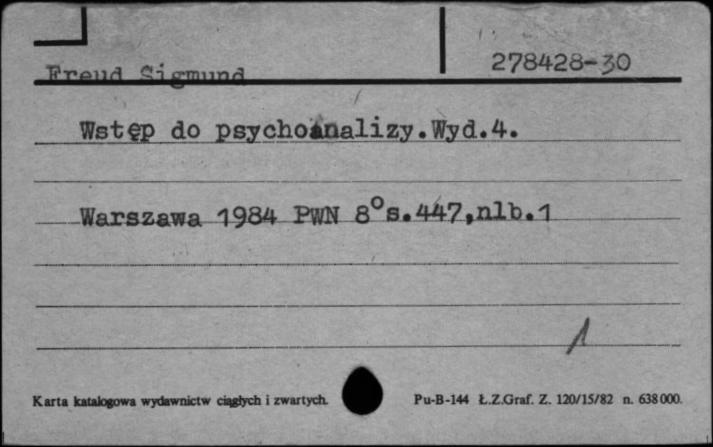 278428-30
Freud Sigmund
Wstęp do psychoanalizy.Wyd.4.
Warszawa 1984 PWN 8°s.447,nlb.1
1
Karta katalogowa wydawnictw ciągłych i zwartych. Pu-B-144 Ł.Z.Graf. Z. 120/15/82 n. 638000.